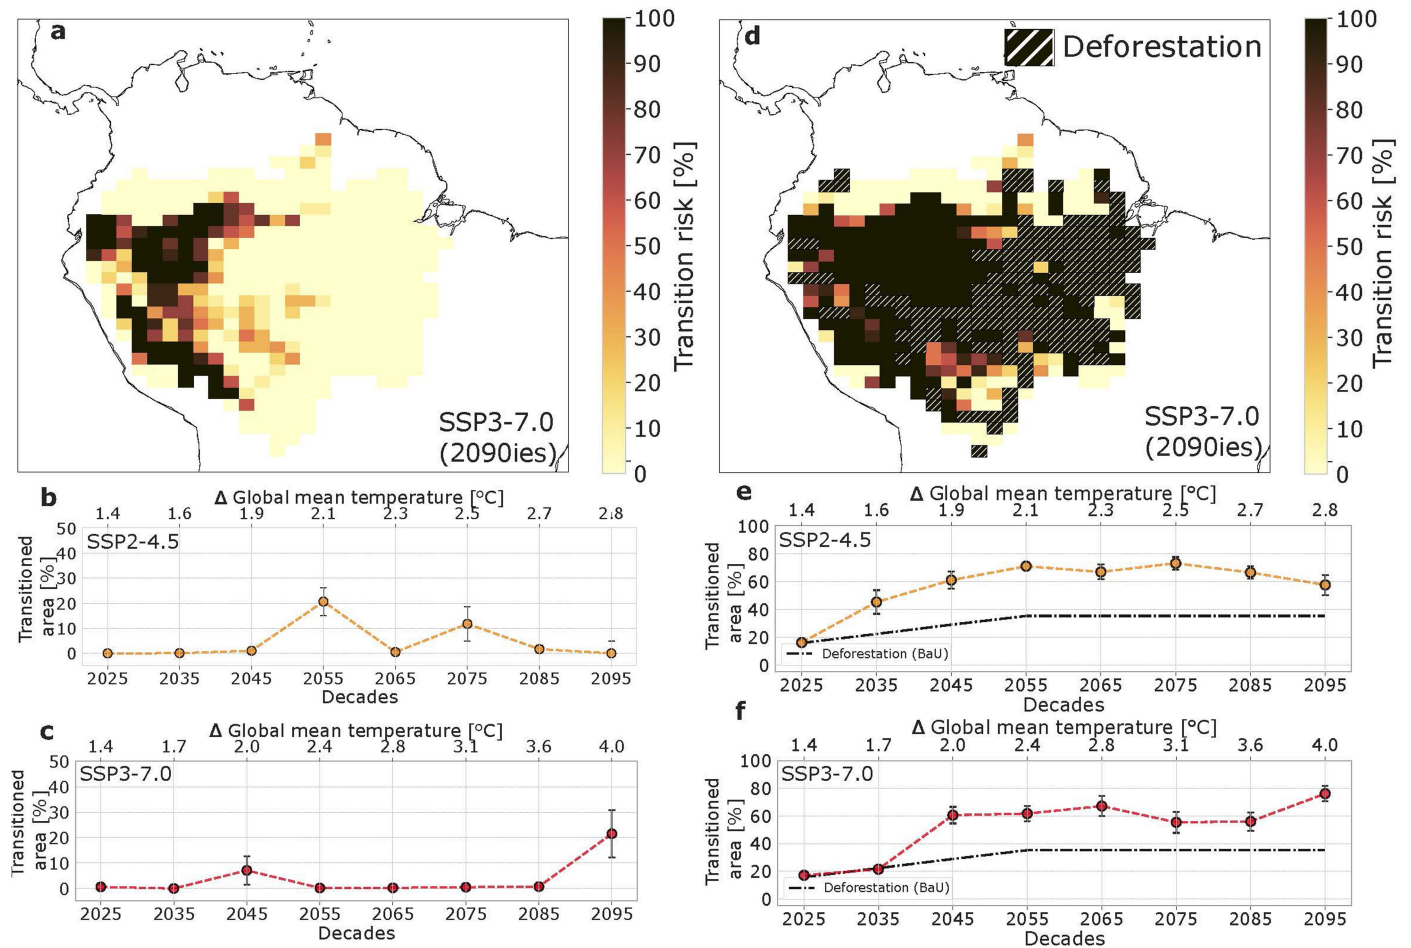 a
100
90
80
70
60
50
40
30
20
10
0
Transition risk [%]
SSP3-7.0
(2090ies)
d
Deforestation
100
90
80
70
60
50
40
30
20
10
0
Transition risk [%]
SSP3-7.0
(2090ies)
b
Δ Global mean temperature [°C]
1.4 1.6 1.9 2.1 2.3 2.5 2.7 2.8
SSP2-4.5
Transitioned
area [%]
50
40
30
20
10
0
2025 2035 2045 2055 2065 2075 2085 2095
Decades
c
Δ Global mean temperature [°C]
1.4 1.7 2.0 2.4 2.8 3.1 3.6 4.0
SSP3-7.0
Transitioned
area [%]
50
40
30
20
10
0
2025 2035 2045 2055 2065 2075 2085 2095
Decades
e
Δ Global mean temperature [°C]
1.4 1.6 1.9 2.1 2.3 2.5 2.7 2.8
SSP2-4.5
Transitioned
area [%]
100
80
60
40
20
0
Deforestation (BaU)
2025 2035 2045 2055 2065 2075 2085 2095
Decades
f
Δ Global mean temperature [°C]
1.4 1.7 2.0 2.4 2.8 3.1 3.6 4.0
SSP3-7.0
Transitioned
area [%]
100
80
60
40
20
0
Deforestation (BaU)
2025 2035 2045 2055 2065 2075 2085 2095
Decades